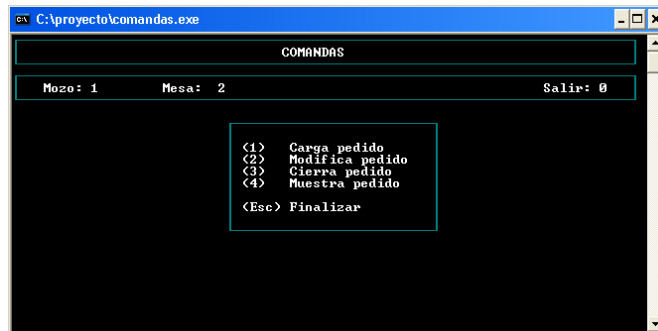 C:\proyecto\comandas.exe
COMANDAS
Mozo: 1 Mesa: 2 Salir: 0
(1) Carga pedido
(2) Modifica pedido
(3) Cierra pedido
(4) Muestra pedido
(Esc) Finalizar